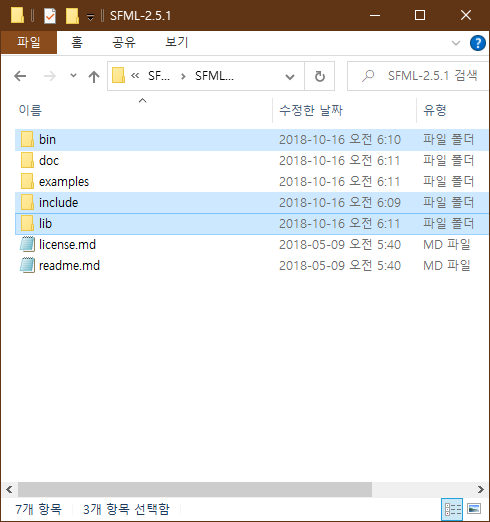 SFML-2.5.1
파일 홈 공유 보기
« SF... > SFML... SFML-2.5.1 검색
이름 수정한 날짜 유형
bin 2018-10-16 오전 6:10 파일 폴더
doc 2018-10-16 오전 6:11 파일 폴더
examples 2018-10-16 오전 6:11 파일 폴더
include 2018-10-16 오전 6:09 파일 폴더
lib 2018-10-16 오전 6:11 파일 폴더
license.md 2018-05-09 오전 5:40 MD 파일
readme.md 2018-05-09 오전 5:40 MD 파일
7개 항목 3개 항목 선택함